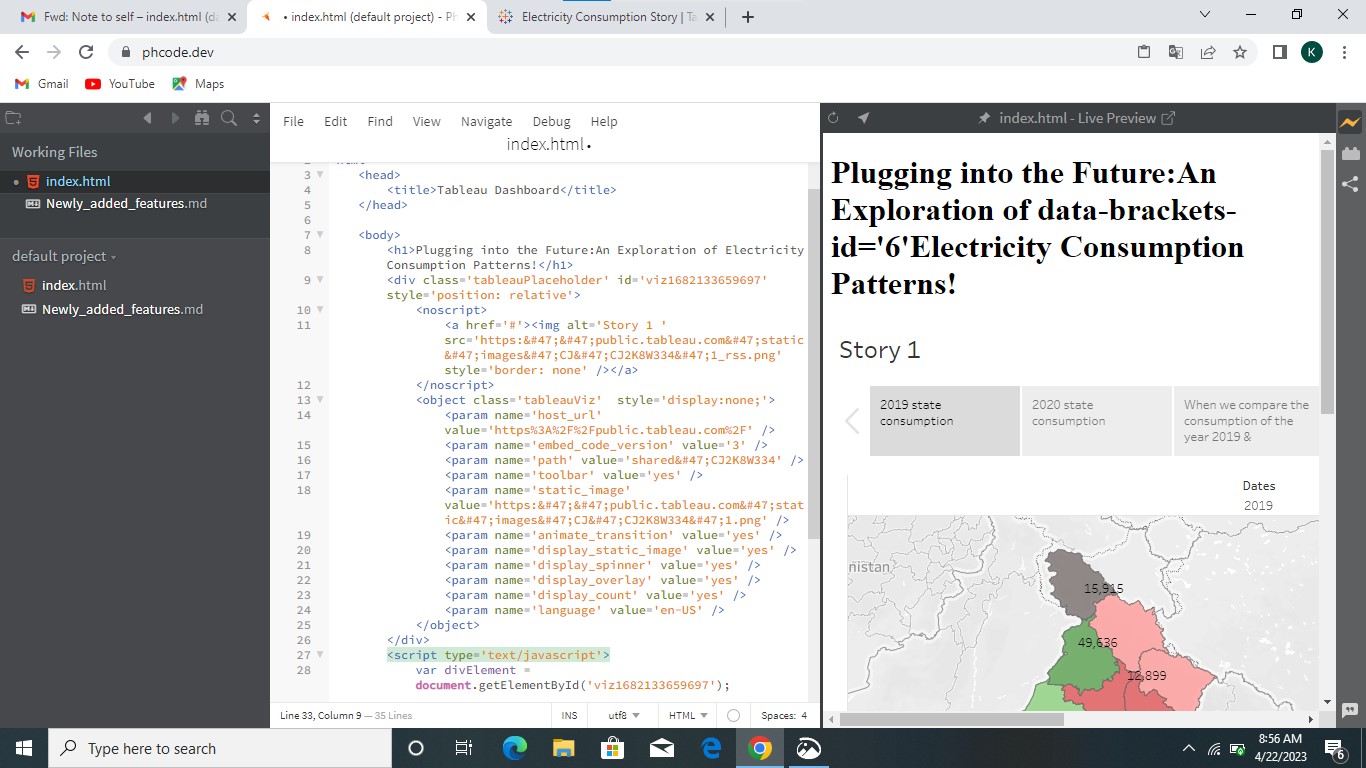 Fwd: Note to self – index.html (da
• index.html (default project) - Ph
Electricity Consumption Story | Ta
phcode.dev
K
Gmail
YouTube
Maps
Working Files
index.html
Newly_added_features.md
default project
index.html
Newly_added_features.md
File Edit Find View Navigate Debug Help
index.html •
3 <head>
4 <title>Tableau Dashboard</title>
5 </head>
6
7 <body>
8 <h1>Plugging into the Future:An Exploration of Electricity
Consumption Patterns!</h1>
9 <div class='tableauPlaceholder' id='viz1682133659697'
style='position: relative'>
10 <noscript>
11 <a href='#'><img alt='Story 1 '
src='https:&#47;&#47;public.tableau.com&#47;static
&#47;images&#47;CJ&#47;CJ2K8W334&#47;1_rss.png'
style='border: none' /></a>
12 </noscript>
13 <object class='tableauViz'  style='display:none;'>
14 <param name='host_url'
value='https%3A%2F%2Fpublic.tableau.com%2F' />
15 <param name='embed_code_version' value='3' />
16 <param name='path' value='shared&#47;CJ2K8W334' />
17 <param name='toolbar' value='yes' />
18 <param name='static_image'
value='https:&#47;&#47;public.tableau.com&#47;stat
ic&#47;images&#47;CJ&#47;CJ2K8W334&#47;1.png' />
19 <param name='animate_transition' value='yes' />
20 <param name='display_static_image' value='yes' />
21 <param name='display_spinner' value='yes' />
22 <param name='display_overlay' value='yes' />
23 <param name='display_count' value='yes' />
24 <param name='language' value='en-US' />
25 </object>
26 </div>
27 <script type='text/javascript'>
28 var divElement =
document.getElementById('viz1682133659697');
Line 33, Column 9 — 35 Lines
INS
utf8
HTML
Spaces: 4
index.html - Live Preview
Plugging into the Future:An
Exploration of data-brackets-
id='6'Electricity Consumption
Patterns!
Story 1
2019 state
consumption
2020 state
consumption
When we compare the
consumption of the
year 2019 &
Dates
2019
nistan
15,915
49,636
12,899
Type here to search
8:56 AM
4/22/2023
6